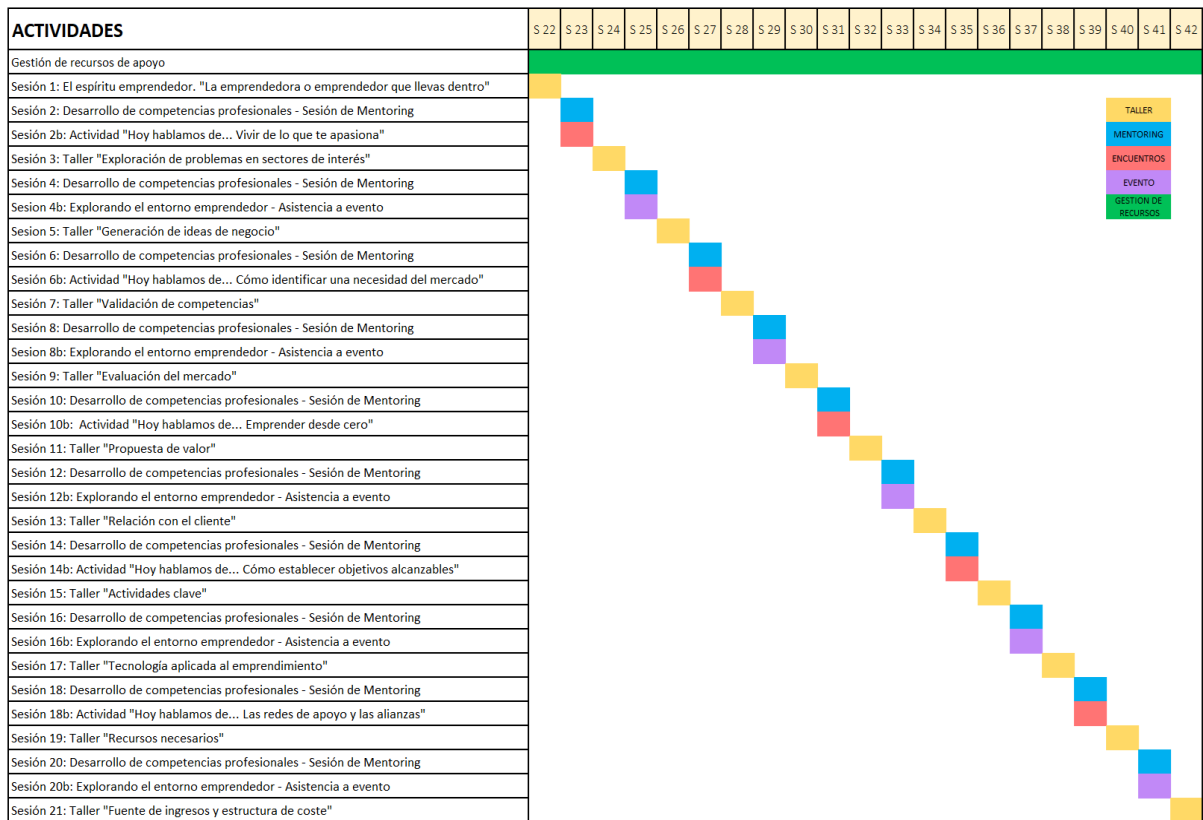 ACTIVIDADES S 22 S 23 S 24 S 25 S 26 S 27 S 28 S 29 S 30 S 31 S 32 S 33 S 34 S 35 S 36 S 37 S 38 S 39 S 40 S 41 S 42
Gestión de recursos de apoyo
Sesión 1: El espíritu emprendedor. "La emprendedora o emprendedor que llevas dentro"
Sesión 2: Desarrollo de competencias profesionales - Sesión de Mentoring
TALLER
Sesión 2b: Actividad "Hoy hablamos de... Vivir de lo que te apasiona"
MENTORING
Sesión 3: Taller "Exploración de problemas en sectores de interés"
ENCUENTROS
Sesión 4: Desarrollo de competencias profesionales - Sesión de Mentoring
EVENTO
Sesión 4b: Explorando el entorno emprendedor - Asistencia a evento
GESTION DE
RECURSOS
Sesion 5: Taller "Generación de ideas de negocio"
Sesión 6: Desarrollo de competencias profesionales - Sesión de Mentoring
Sesión 6b: Actividad "Hoy hablamos de... Cómo identificar una necesidad del mercado"
Sesión 7: Taller "Validación de competencias"
Sesión 8: Desarrollo de competencias profesionales - Sesión de Mentoring
Sesion 8b: Explorando el entorno emprendedor - Asistencia a evento
Sesión 9: Taller "Evaluación del mercado"
Sesión 10: Desarrollo de competencias profesionales - Sesión de Mentoring
Sesión 10b: Actividad "Hoy hablamos de... Emprender desde cero"
Sesión 11: Taller "Propuesta de valor"
Sesión 12: Desarrollo de competencias profesionales - Sesión de Mentoring
Sesión 12b: Explorando el entorno emprendedor - Asistencia a evento
Sesión 13: Taller "Relación con el cliente"
Sesión 14: Desarrollo de competencias profesionales - Sesión de Mentoring
Sesión 14b: Actividad "Hoy hablamos de... Cómo establecer objetivos alcanzables"
Sesión 15: Taller "Actividades clave"
Sesión 16: Desarrollo de competencias profesionales - Sesión de Mentoring
Sesión 16b: Explorando el entorno emprendedor - Asistencia a evento
Sesión 17: Taller "Tecnología aplicada al emprendimiento"
Sesión 18: Desarrollo de competencias profesionales - Sesión de Mentoring
Sesión 18b: Actividad "Hoy hablamos de... Las redes de apoyo y las alianzas"
Sesión 19: Taller "Recursos necesarios"
Sesión 20: Desarrollo de competencias profesionales - Sesión de Mentoring
Sesión 20b: Explorando el entorno emprendedor - Asistencia a evento
Sesión 21: Taller "Fuente de ingresos y estructura de coste"